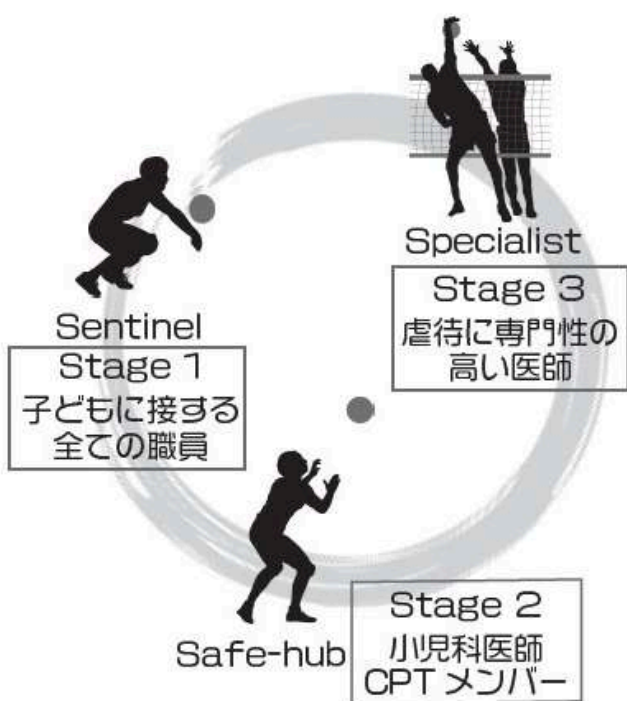 Specialist
Stage 3
虐待に専門性の
高い医師
Sentinel
Stage 1
子どもに接する
全ての職員
Safe-hub
Stage 2
小児科医師
CPT メンバー